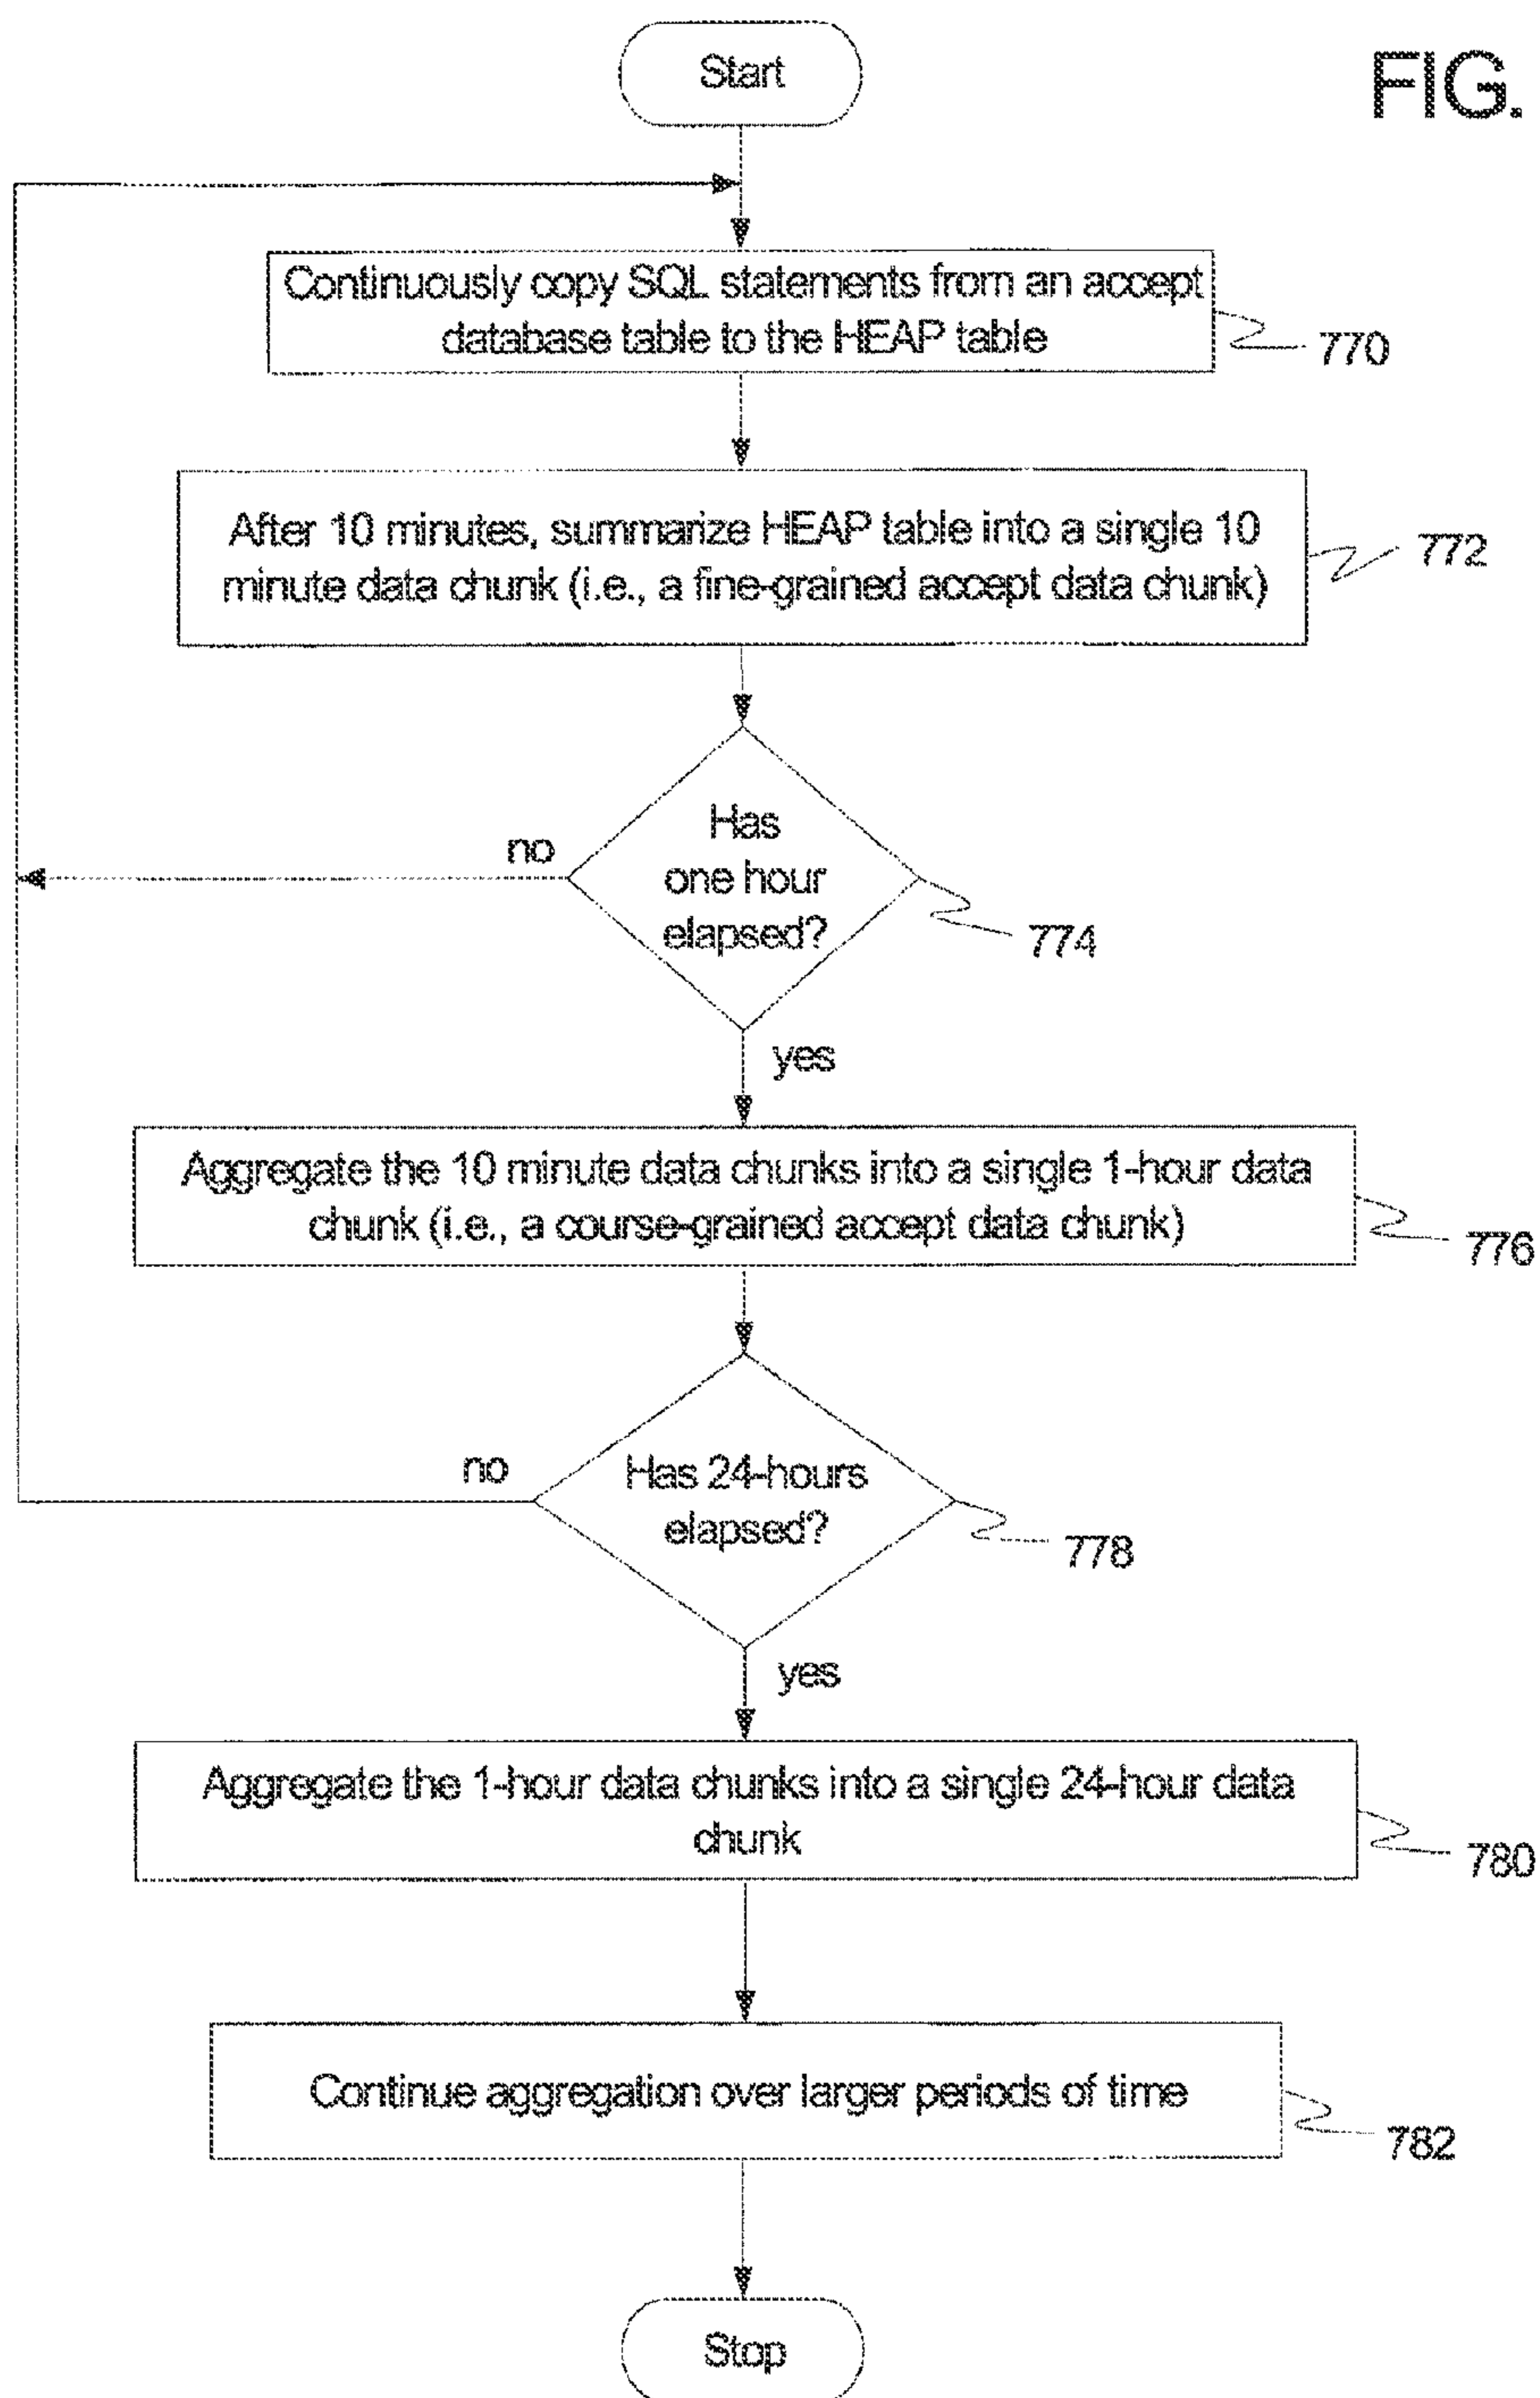 Start
FIG.
Continuously copy SQL statements from an accept
database table to the HEAP table
770
After 10 minutes, summarize HEAP table into a single 10
minute data chunk (i.e., a fine-grained accept data chunk)
772
Has
one hour
elapsed?
no
774
yes
Aggregate the 10 minute data chunks into a single 1-hour data
chunk (i.e., a course-grained accept data chunk)
776
Has 24-hours
elapsed?
no
778
yes
Aggregate the 1-hour data chunks into a single 24-hour data
chunk
780
Continue aggregation over larger periods of time
782
Stop